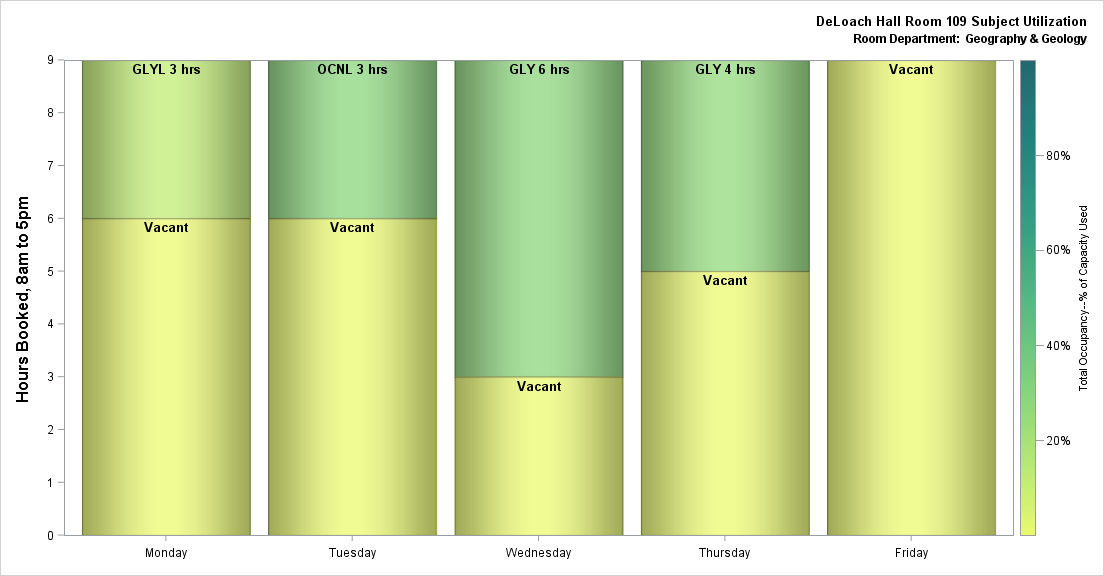 DeLoach Hall Room 109 Subject Utilization
Room Department: Geography & Geology
Hours Booked, 8am to 5pm
9
8
7
6
5
4
3
2
1
0
GLYL 3 hrs
Vacant
OCNL 3 hrs
Vacant
GLY 6 hrs
Vacant
GLY 4 hrs
Vacant
Vacant
Monday
Tuesday
Wednesday
Thursday
Friday
80%
60%
40%
20%
Total Occupancy--% of Capacity Used